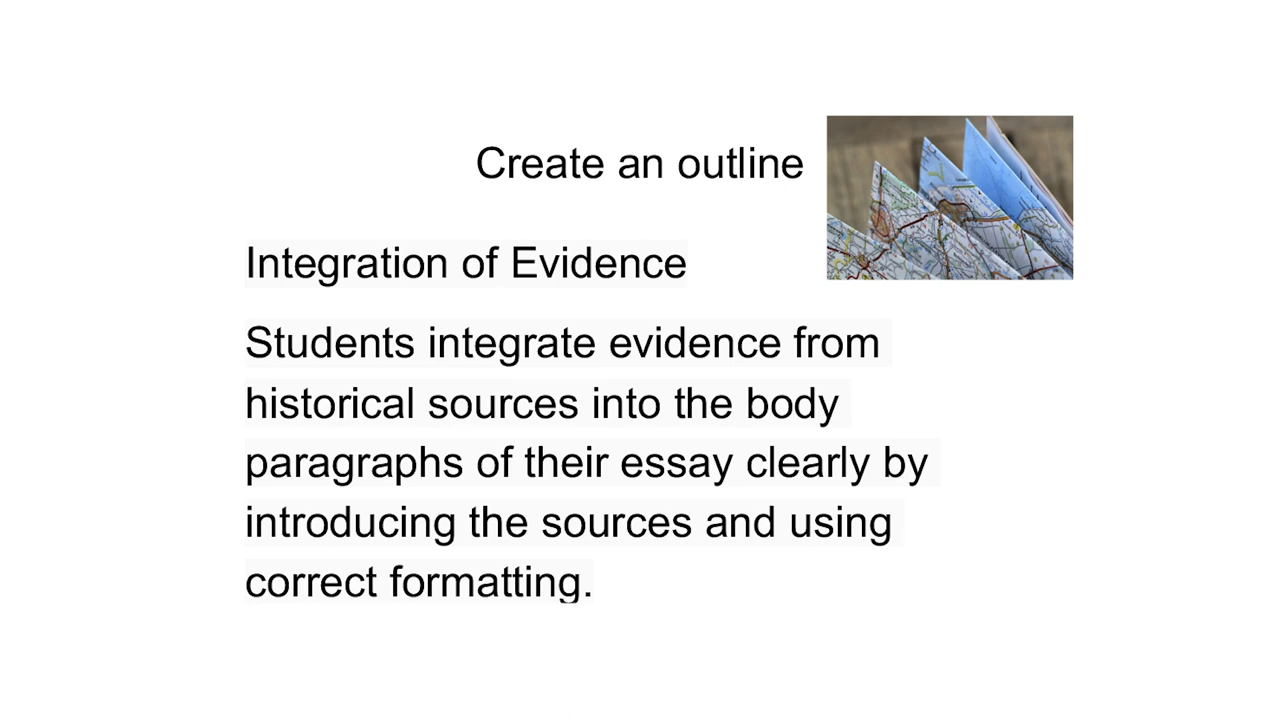 Create an outline
Integration of Evidence
Students integrate evidence from
historical sources into the body
paragraphs of their essay clearly by
introducing the sources and using
correct formatting.